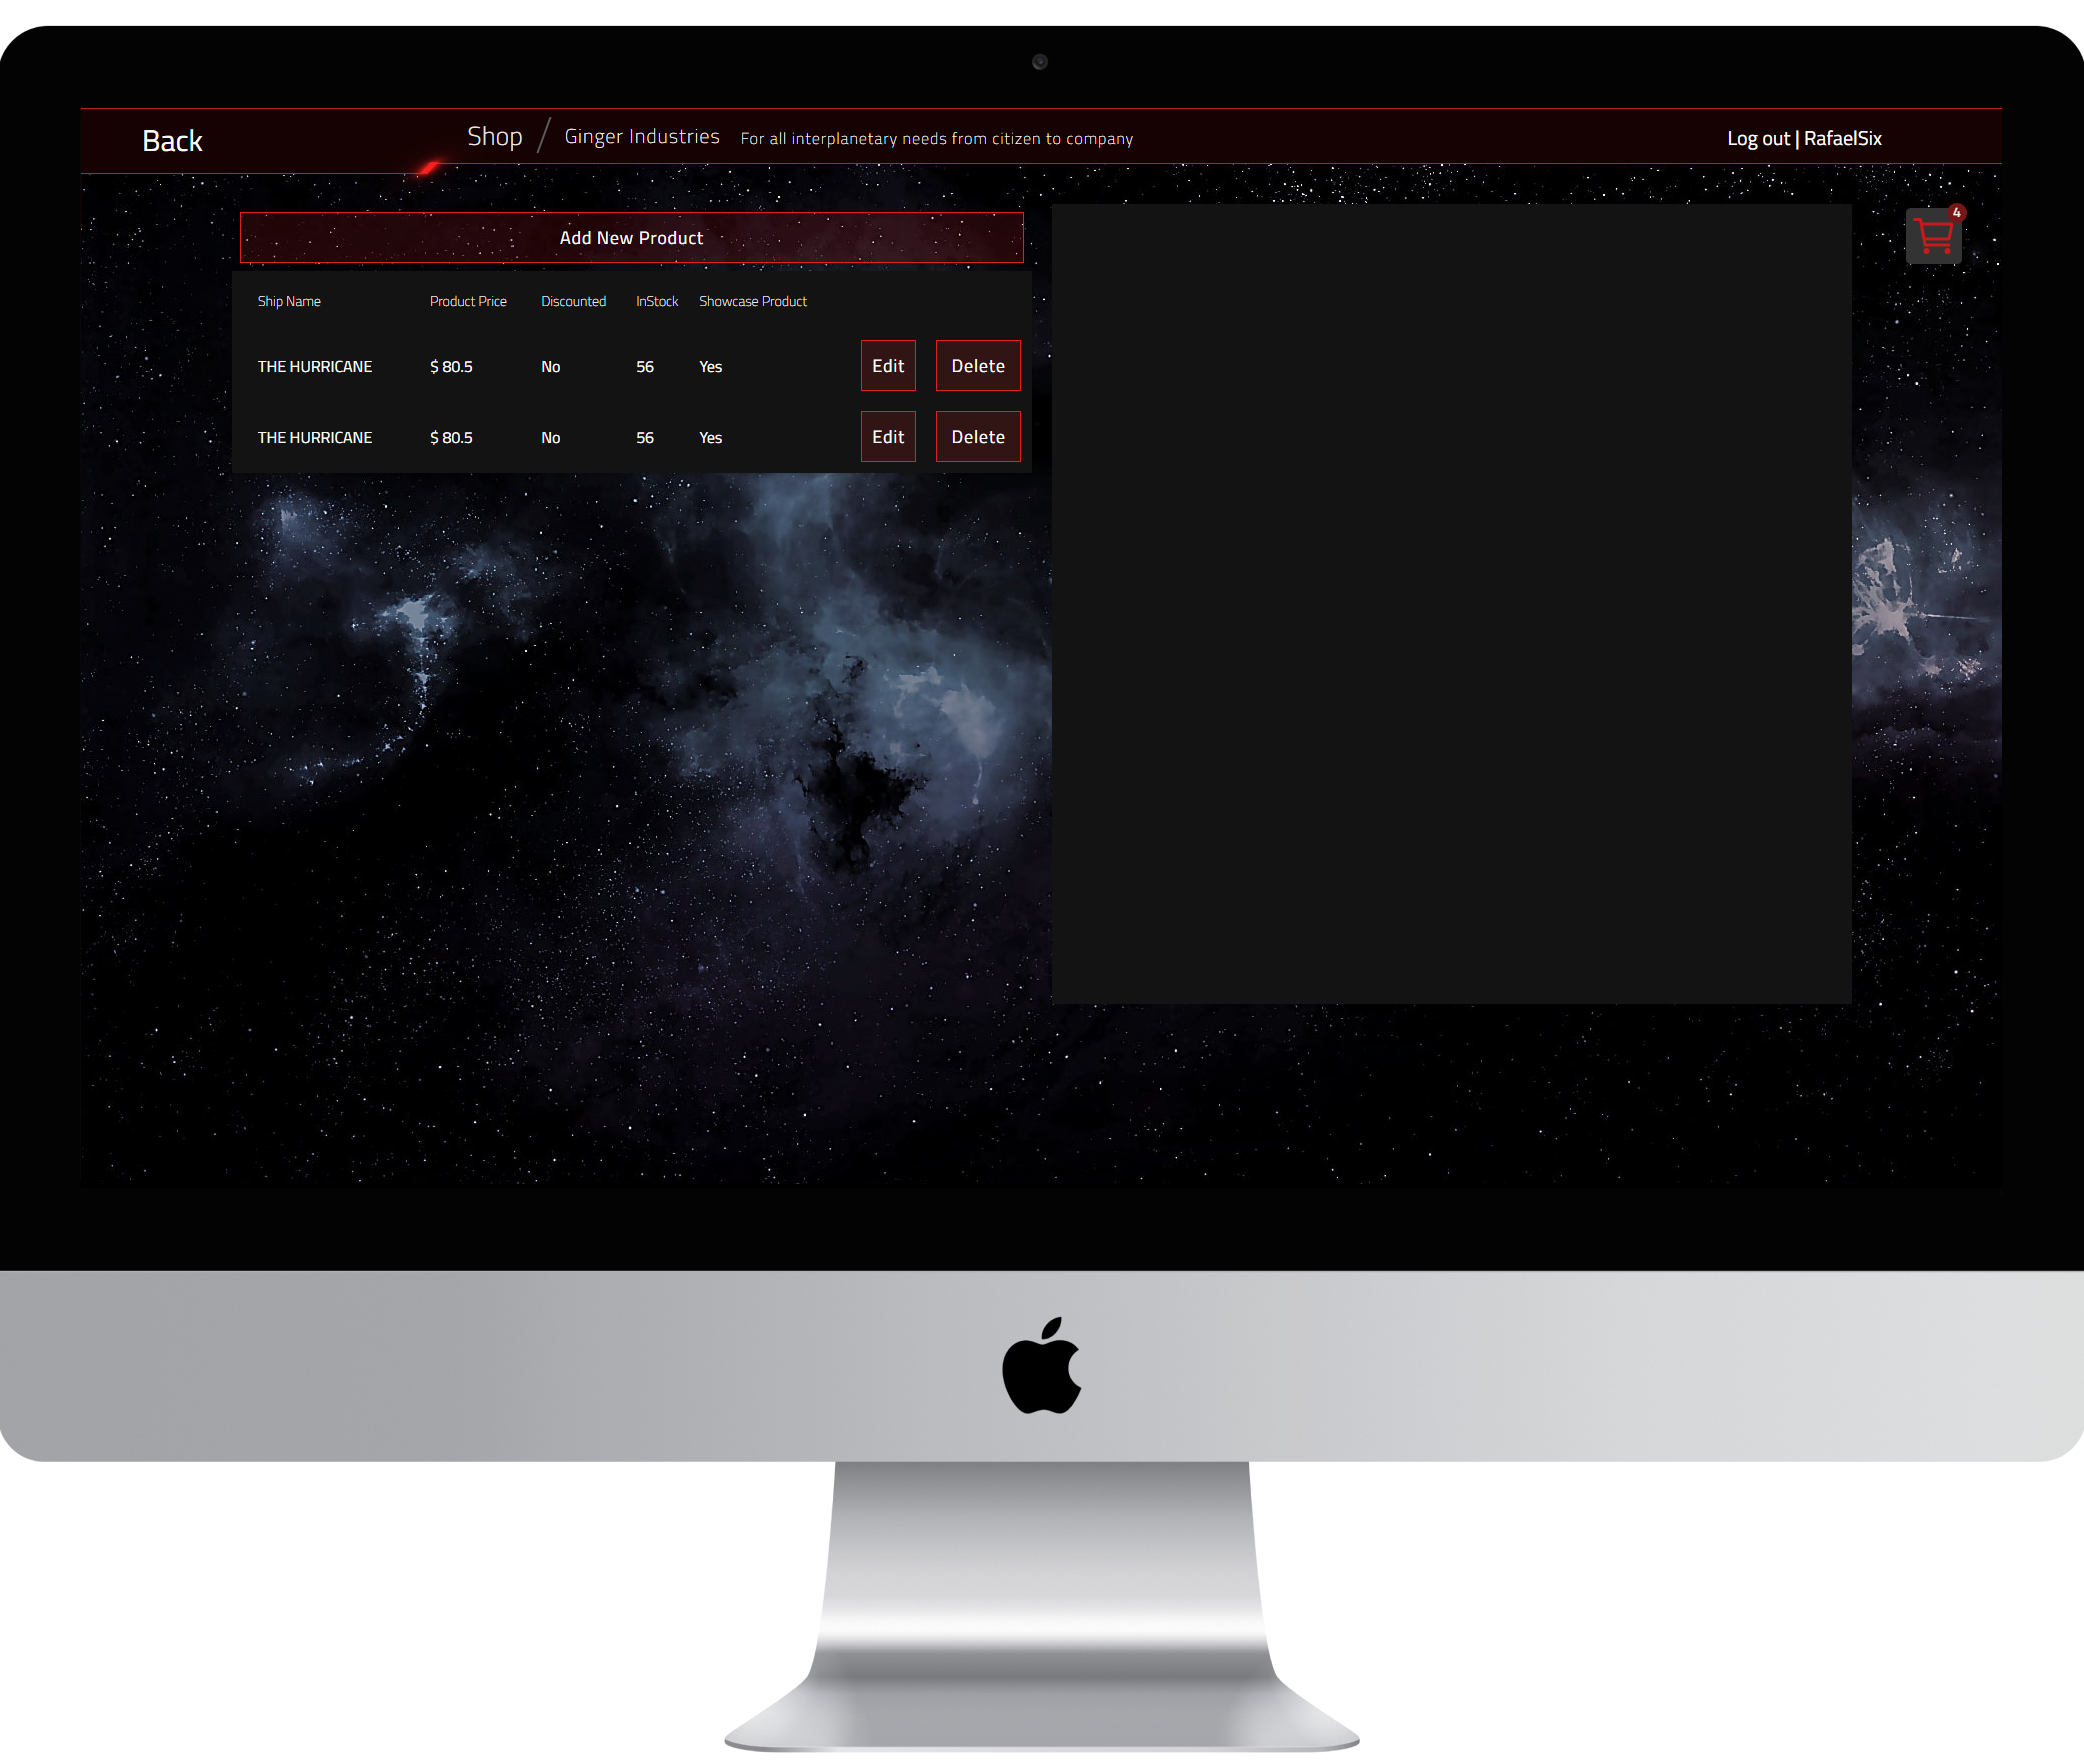 Back
Shop / Ginger Industries For all interplanetary needs from citizen to company
Log out | RafaelSix
4
Add New Product
Ship Name Product Price Discounted InStock Showcase Product
THE HURRICANE $ 80.5 No 56 Yes Edit Delete
THE HURRICANE $ 80.5 No 56 Yes Edit Delete